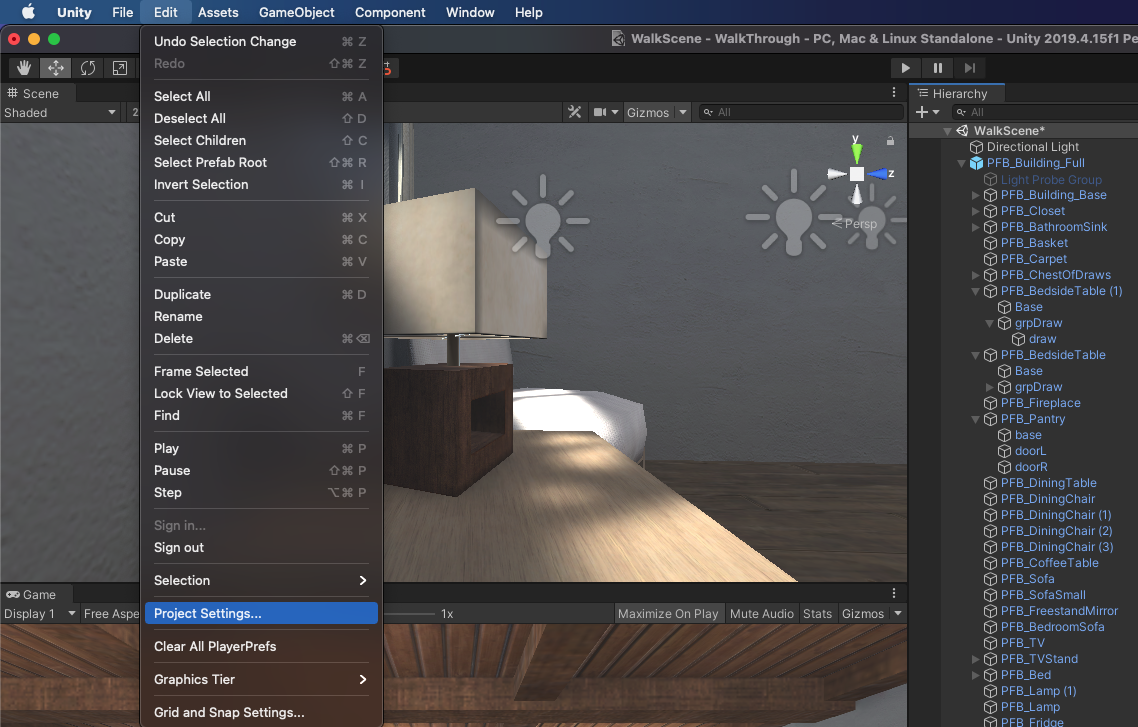 Unity File Edit Assets GameObject Component Window Help
WalkScene - WalkThrough - PC, Mac & Linux Standalone - Unity 2019.4.15f1 Pe
Undo Selection Change ⌘ Z
Redo ⇧⌘ Z
Select All ⌘ A
Deselect All ⇧ D
Select Children ⇧ C
Select Prefab Root ⇧⌘ R
Invert Selection ⌘ I
Cut ⌘ X
Copy ⌘ C
Paste ⌘ V
Duplicate ⌘ D
Rename
Delete ⌘⌫
Frame Selected F
Lock View to Selected ⇧ F
Find ⌘ F
Play ⌘ P
Pause ⇧⌘ P
Step ⌥⌘ P
Sign in...
Sign out
Selection
Project Settings...
Clear All PlayerPrefs
Graphics Tier
Grid and Snap Settings...
Scene
Shaded 2
Gizmos All
y
z
Persp
Game
Display 1 Free Aspe 1x Maximize On Play Mute Audio Stats Gizmos
Hierarchy
All
WalkScene*
Directional Light
PFB_Building_Full
Light Probe Group
PFB_Building_Base
PFB_Closet
PFB_BathroomSink
PFB_Basket
PFB_Carpet
PFB_ChestOfDraws
PFB_BedsideTable (1)
Base
grpDraw
draw
PFB_BedsideTable
Base
grpDraw
PFB_Fireplace
PFB_Pantry
base
doorL
doorR
PFB_DiningTable
PFB_DiningChair
PFB_DiningChair (1)
PFB_DiningChair (2)
PFB_DiningChair (3)
PFB_CoffeeTable
PFB_Sofa
PFB_SofaSmall
PFB_FreestandMirror
PFB_BedroomSofa
PFB_TV
PFB_TVStand
PFB_Bed
PFB_Lamp (1)
PFB_Lamp
PFB_Fridge